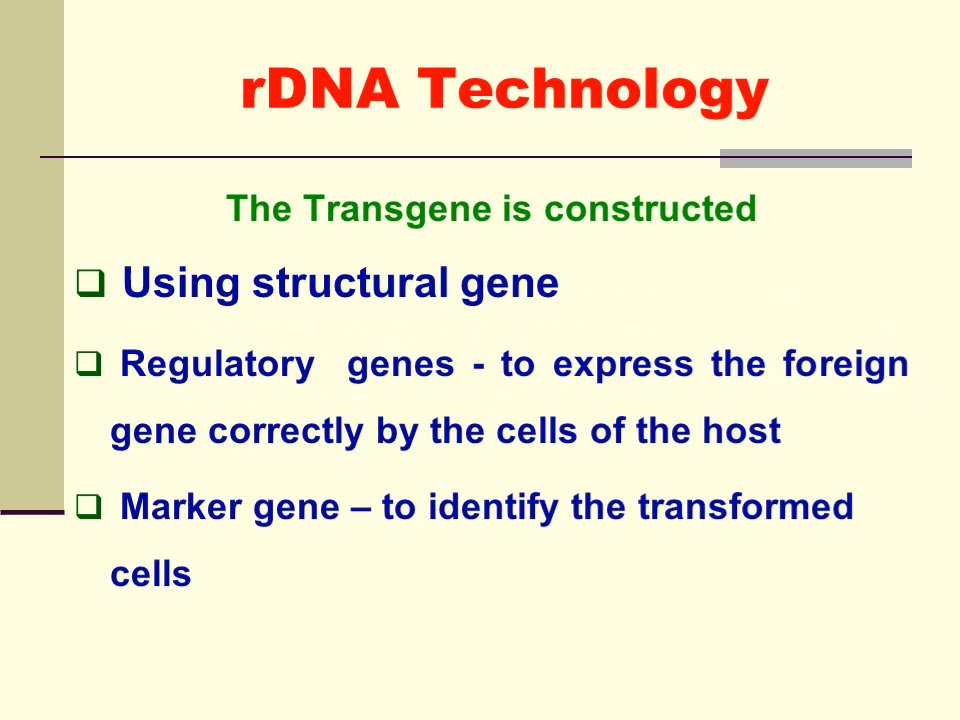 rDNA Technology
The Transgene is constructed
❑ Using structural gene
❑ Regulatory genes - to express the foreign
gene correctly by the cells of the host
❑ Marker gene – to identify the transformed
cells